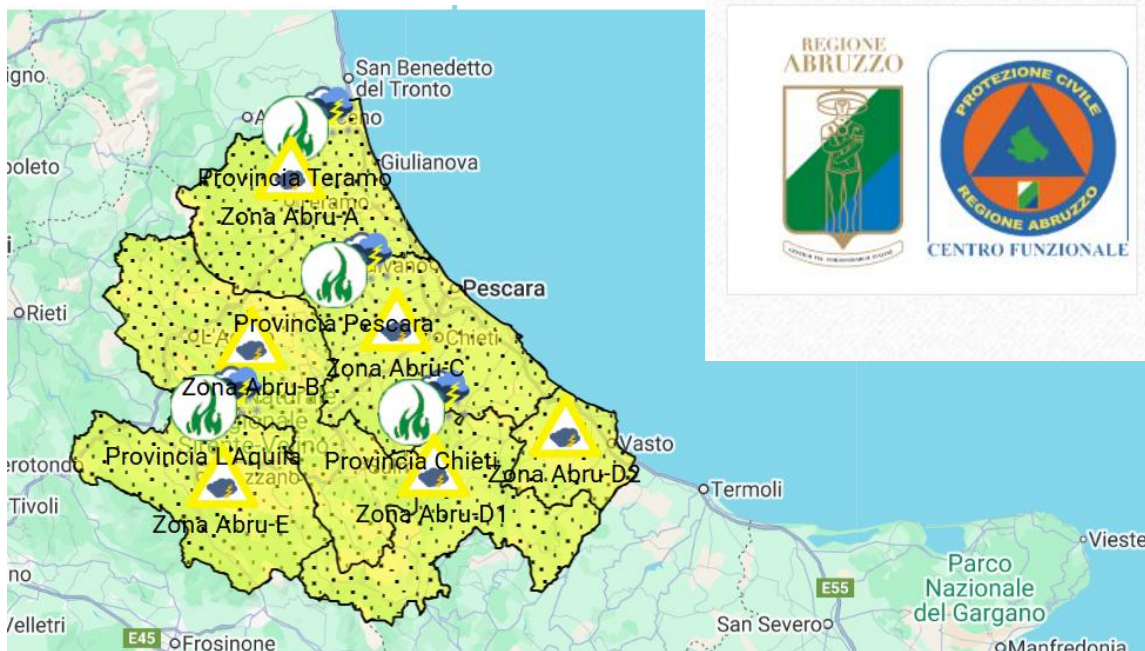 REGIONE
ABRUZZO
PROTEZIONE CIVILE
REGIONE ABRUZZO
CENTRO FUNZIONALE
San Benedetto
del Tronto
Giulianova
Provincia Teramo
Teramo
Zona Abru-A
Pescara
Rieti
Provincia Pescara
Chieti
Zona Abru-C
Zona Abru-B
Provincia L'Aquila
Provincia Chieti
Vasto
Zona Abru-D2
Tivoli
Zona Abru-E
Zona Abru-D1
Termoli
Vieste
Parco
Nazionale
del Gargano
E55
Velletri
E45
Frosinone
San Severo
Manfredonia